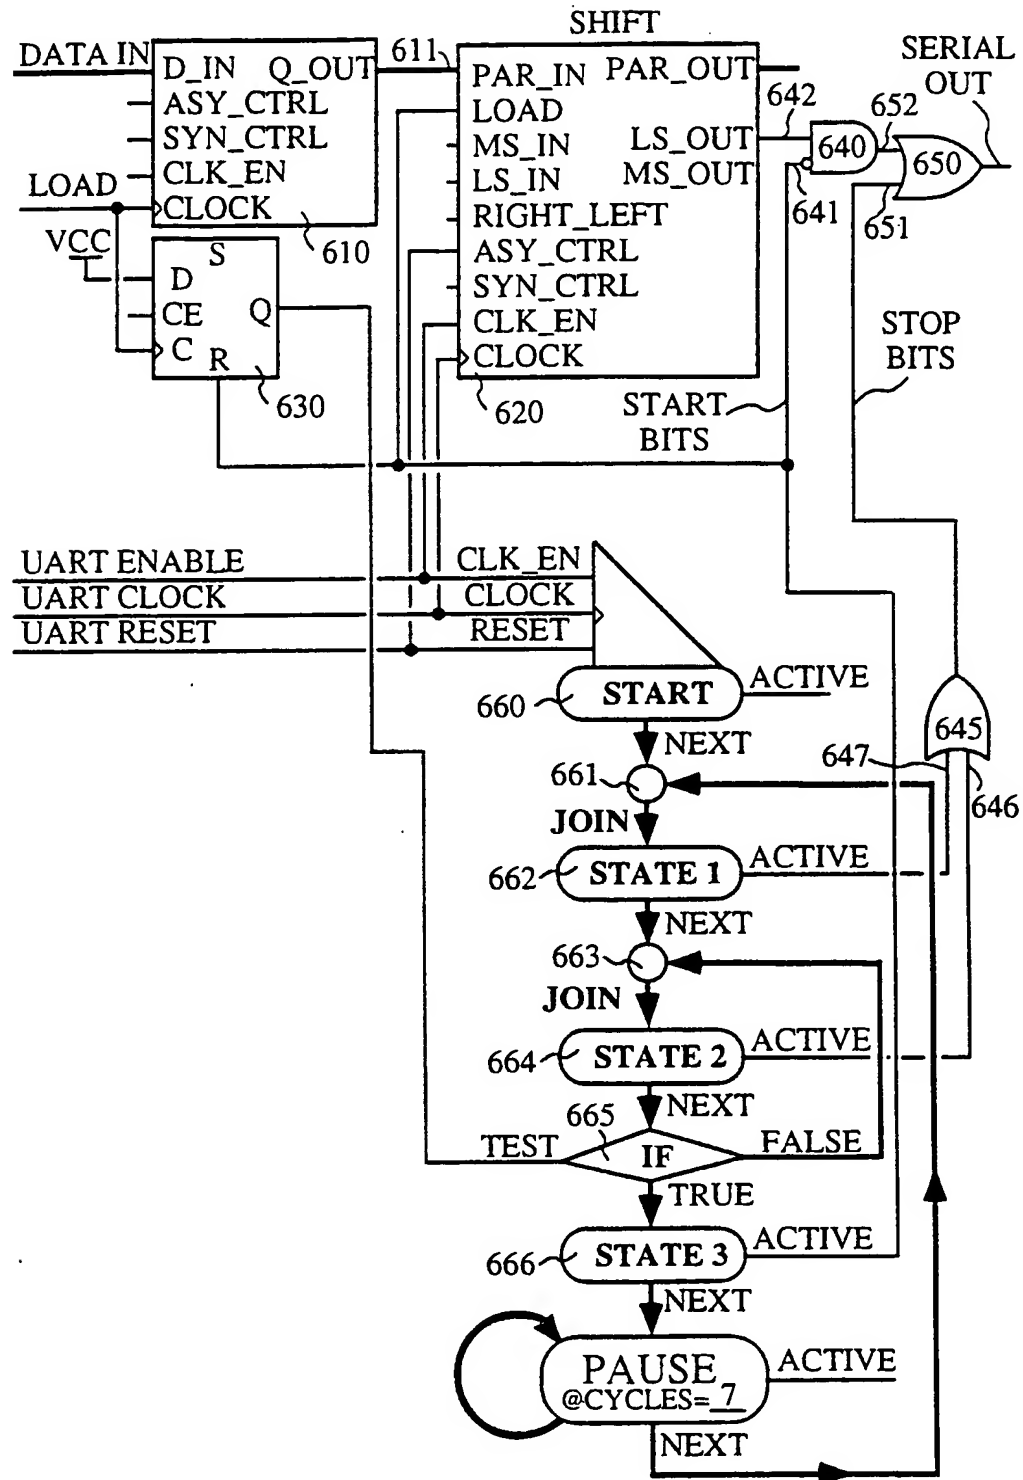 SHIFT
DATA IN
D_IN Q_OUT
611
PAR_IN PAR_OUT
SERIAL
OUT
ASY_CTRL
LOAD
642
652
SYN_CTRL
MS_IN
LS_OUT
640
650
CLK_EN
LS_IN
MS_OUT
LOAD
CLOCK
RIGHT_LEFT
641
651
610
VCC
S
ASY_CTRL
D
SYN_CTRL
CE
Q
CLK_EN
STOP
BITS
C
R
CLOCK
630
620
START
BITS
UART ENABLE
CLK_EN
UART CLOCK
CLOCK
UART RESET
RESET
660
START
ACTIVE
NEXT
645
647
646
661
JOIN
662
STATE 1
ACTIVE
NEXT
663
JOIN
664
STATE 2
ACTIVE
NEXT
665
TEST
IF
FALSE
TRUE
666
STATE 3
ACTIVE
NEXT
PAUSE
ACTIVE
@CYCLES= 7
NEXT